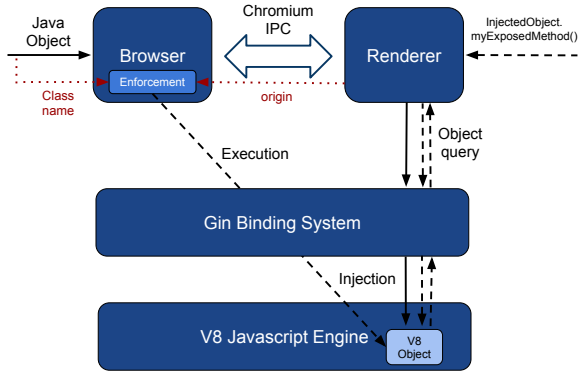 Java
Object
Browser
Enforcement
Class
name
Chromium
IPC
origin
Renderer
InjectedObject.
myExposedMethod()
Execution
Object
query
Gin Binding System
Injection
V8 Javascript Engine
V8
Object